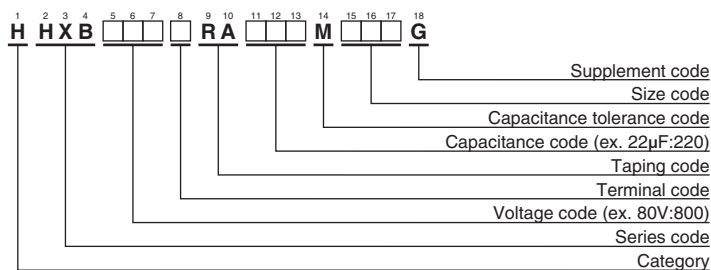 1 2 3 4 5 6 7 8 9 10 11 12 13 14 15 16 17 18
H HXB RA M G
Supplement code
Size code
Capacitance tolerance code
Capacitance code (ex. 22µF:220)
Taping code
Terminal code
Voltage code (ex. 80V:800)
Series code
Category